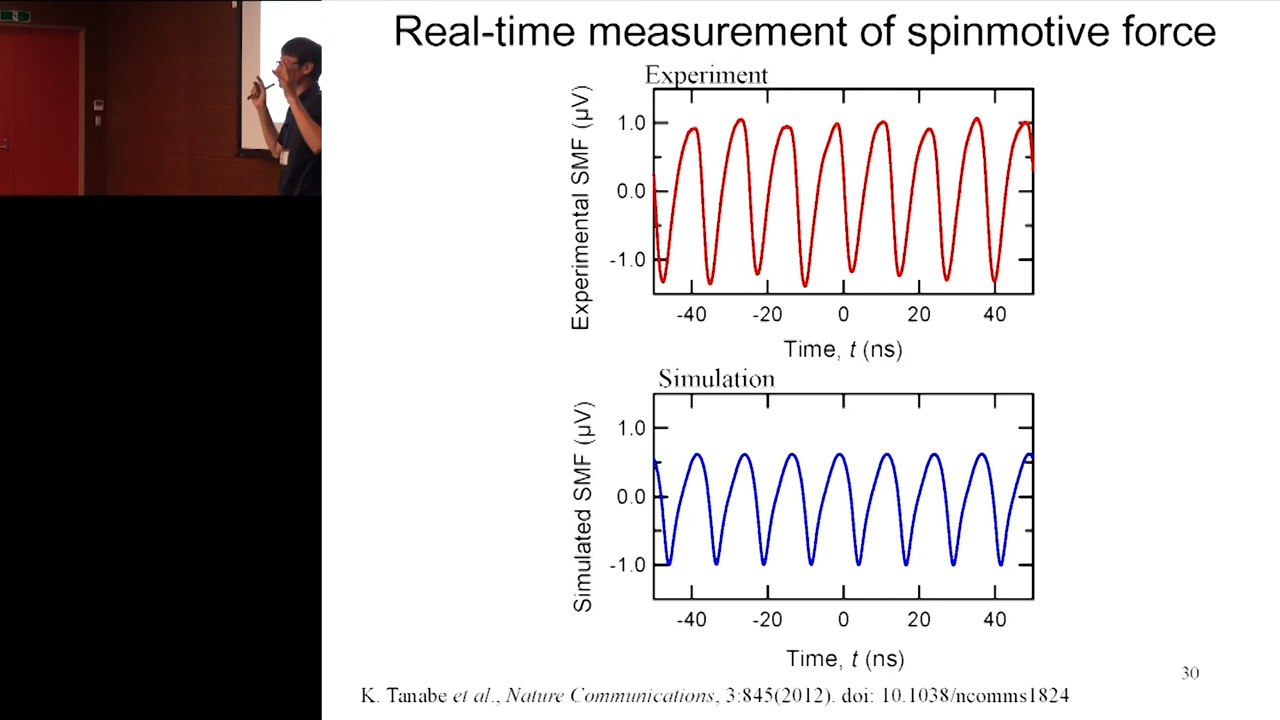 Real-time measurement of spinmotive force
Experiment
Experimental SMF (μV)
1.0
0.0
-1.0
-40 -20 0 20 40
Time, t (ns)
Simulation
Simulated SMF (μV)
1.0
0.0
-1.0
-40 -20 0 20 40
Time, t (ns)
30
K. Tanabe et al., Nature Communications, 3:845(2012). doi: 10.1038/ncomms1824